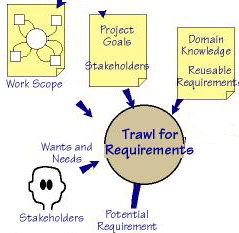 Project
Goals
Stakeholders
Domain
Knowledge
Reusable
Requirements
Work Scope
Trawl for
Requirements
Wants and
Needs
Stakeholders
Potential
Requirement